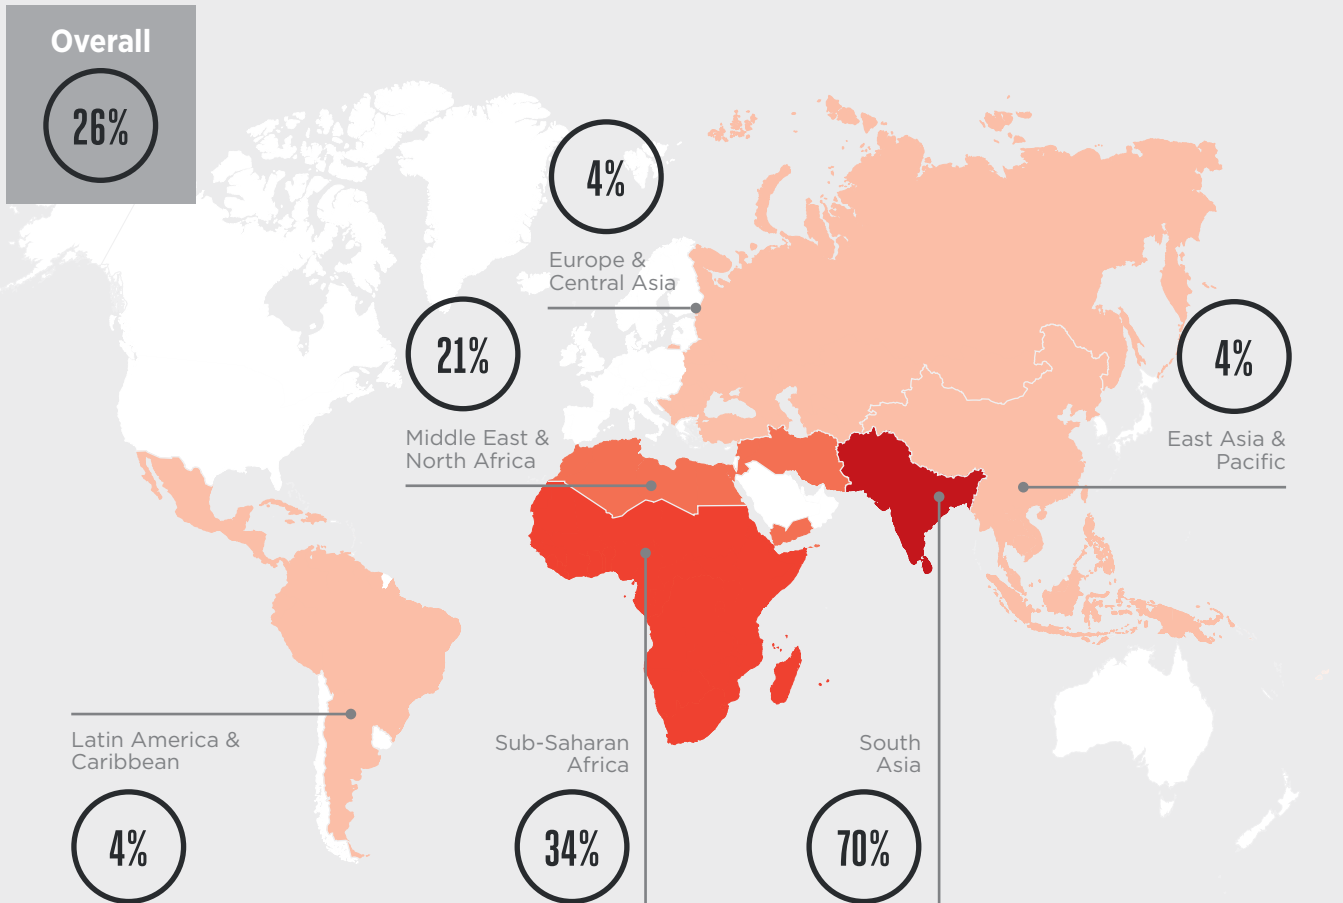 Overall
26%
4%
Europe &
Central Asia
21%
Middle East &
North Africa
4%
East Asia &
Pacific
Latin America &
Caribbean
4%
Sub-Saharan
Africa
34%
South
Asia
70%